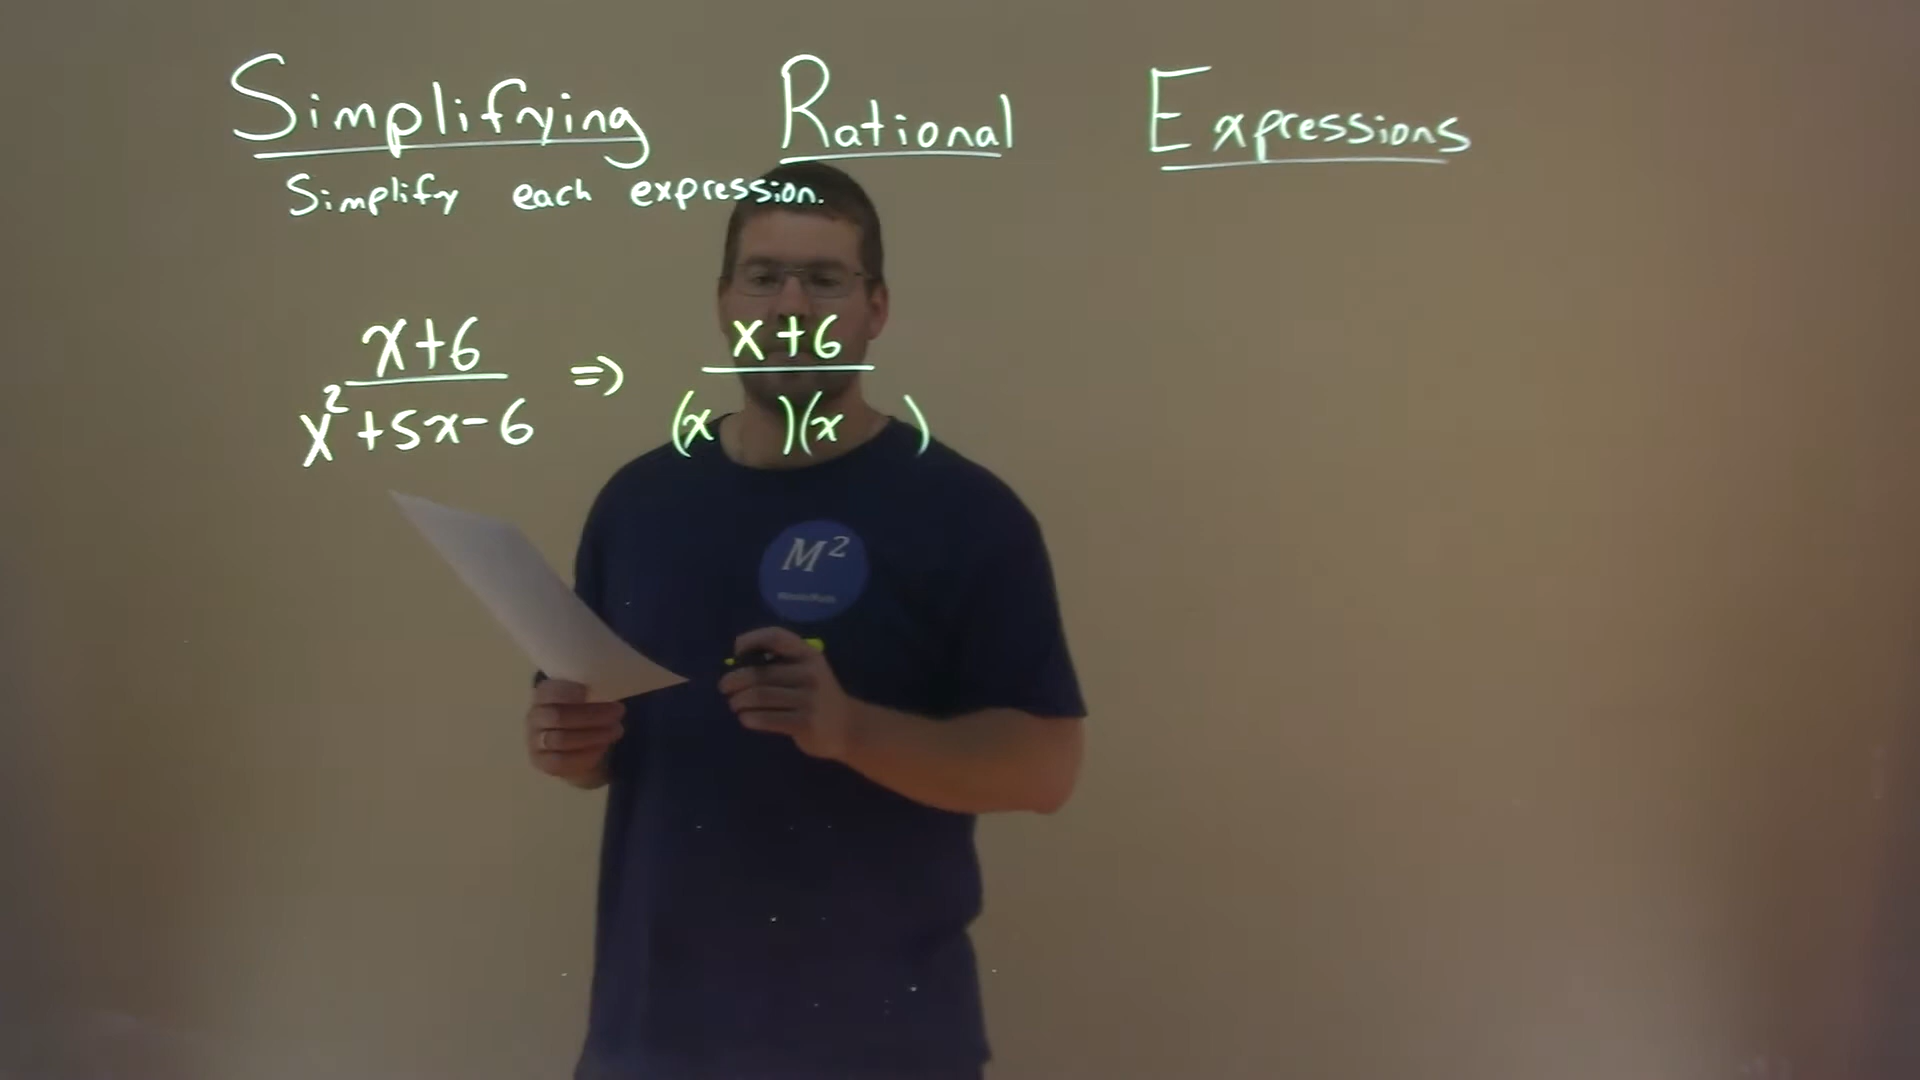 Simplifying Rational Expressions
Simplify each expression.
x+6 / x²+5x-6 ⇒ x+6 / (x )(x )
M²